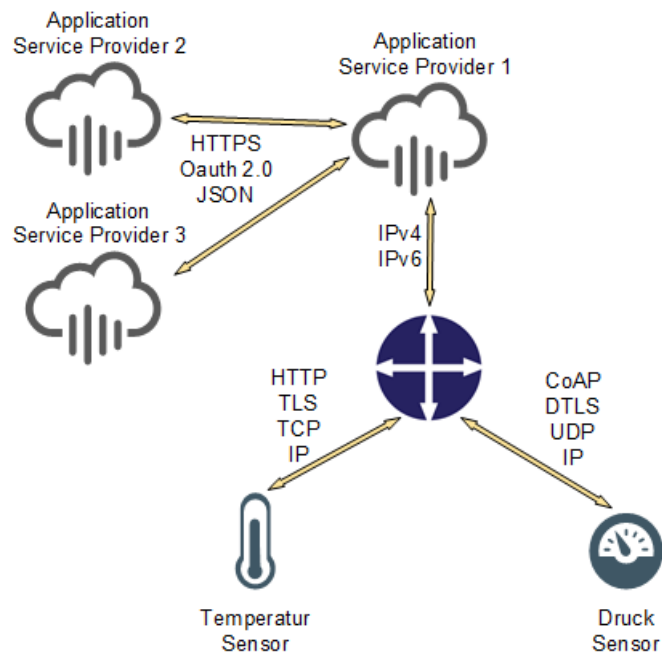 Application
Service Provider 2
Application
Service Provider 1
HTTPS
Oauth 2.0
JSON
Application
Service Provider 3
IPv4
IPv6
HTTP
TLS
TCP
IP
CoAP
DTLS
UDP
IP
Temperatur
Sensor
Druck
Sensor